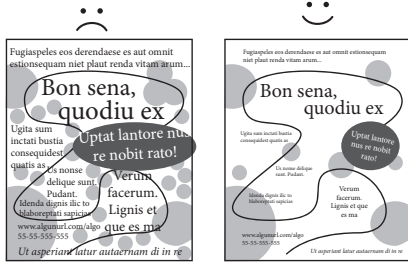 Fugiaspeles eos derendaese es aut omnit
estionsequam niet plaut renda vitam arum...
Bon sena,
quodiu ex
Ugita sum
inctati bustia
consequidest
quatis as
Uptat lantore nus
re nobit rato!
Us nonse
delique sunt.
Pudant.
Idenda dignis ilic to
blaboreptati sapicias
Verum
facerum.
Lignis et
que es ma
www.algunurl.com/algo
55-55-555-555
Ut asperiant latur autaernam di in re
Fugiaspeles eos derendaese es aut omnit estionsequam
niet plaut renda vitam arum...
Bon sena,
quodiu ex
Ugita sum inctati bustia
consequidest quatis as
Uptat lantore
nus re nobit
rato!
Us nonse delique
sunt. Pudant.
Idenda dignis ilic to
blaboreptati sapicias
Verum
facerum.
Lignis et que
es ma
www.algunurl.com/algo
55-55-555-555
Ut asperiant latur autaernam di in re